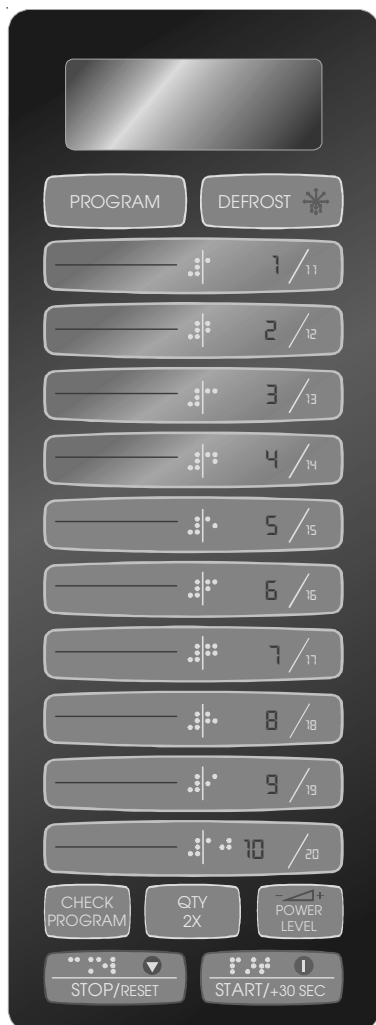 PROGRAM
DEFROST
1/11
2/12
3/13
4/14
5/15
6/16
7/17
8/18
9/19
10/20
CHECK
PROGRAM
QTY
2X
- +
POWER
LEVEL
STOP/RESET
START/+30 SEC